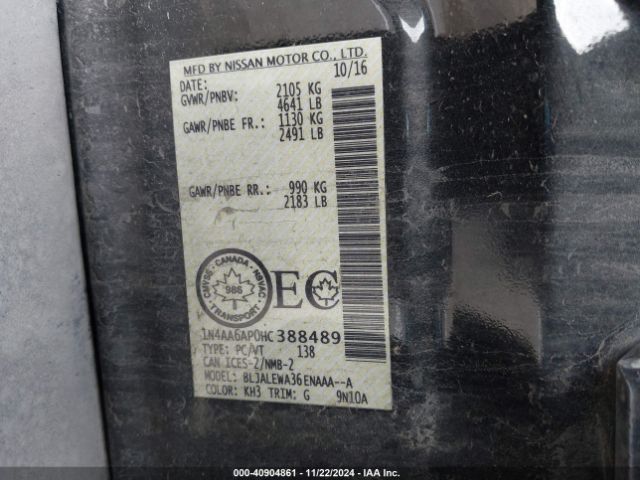 MFD BY NISSAN MOTOR CO., LTD.
DATE: 10/16
GVWR/PNBV: 2105 KG
4641 LB
GAWR/PNBE FR.: 1130 KG
2491 LB
GAWR/PNBE RR.: 990 KG
2183 LB
CMVSS - CANADA - NSVAC
986
TRANSPORT
EC
1N4AA6AP0HC388489
TYPE: PC/VT 138
CAN ICES-2/NMB-2
MODEL: BLJALEWA36ENAAA--A
COLOR: KH3 TRIM: G 9N10A
000-40904861 - 11/22/2024 - IAA Inc.